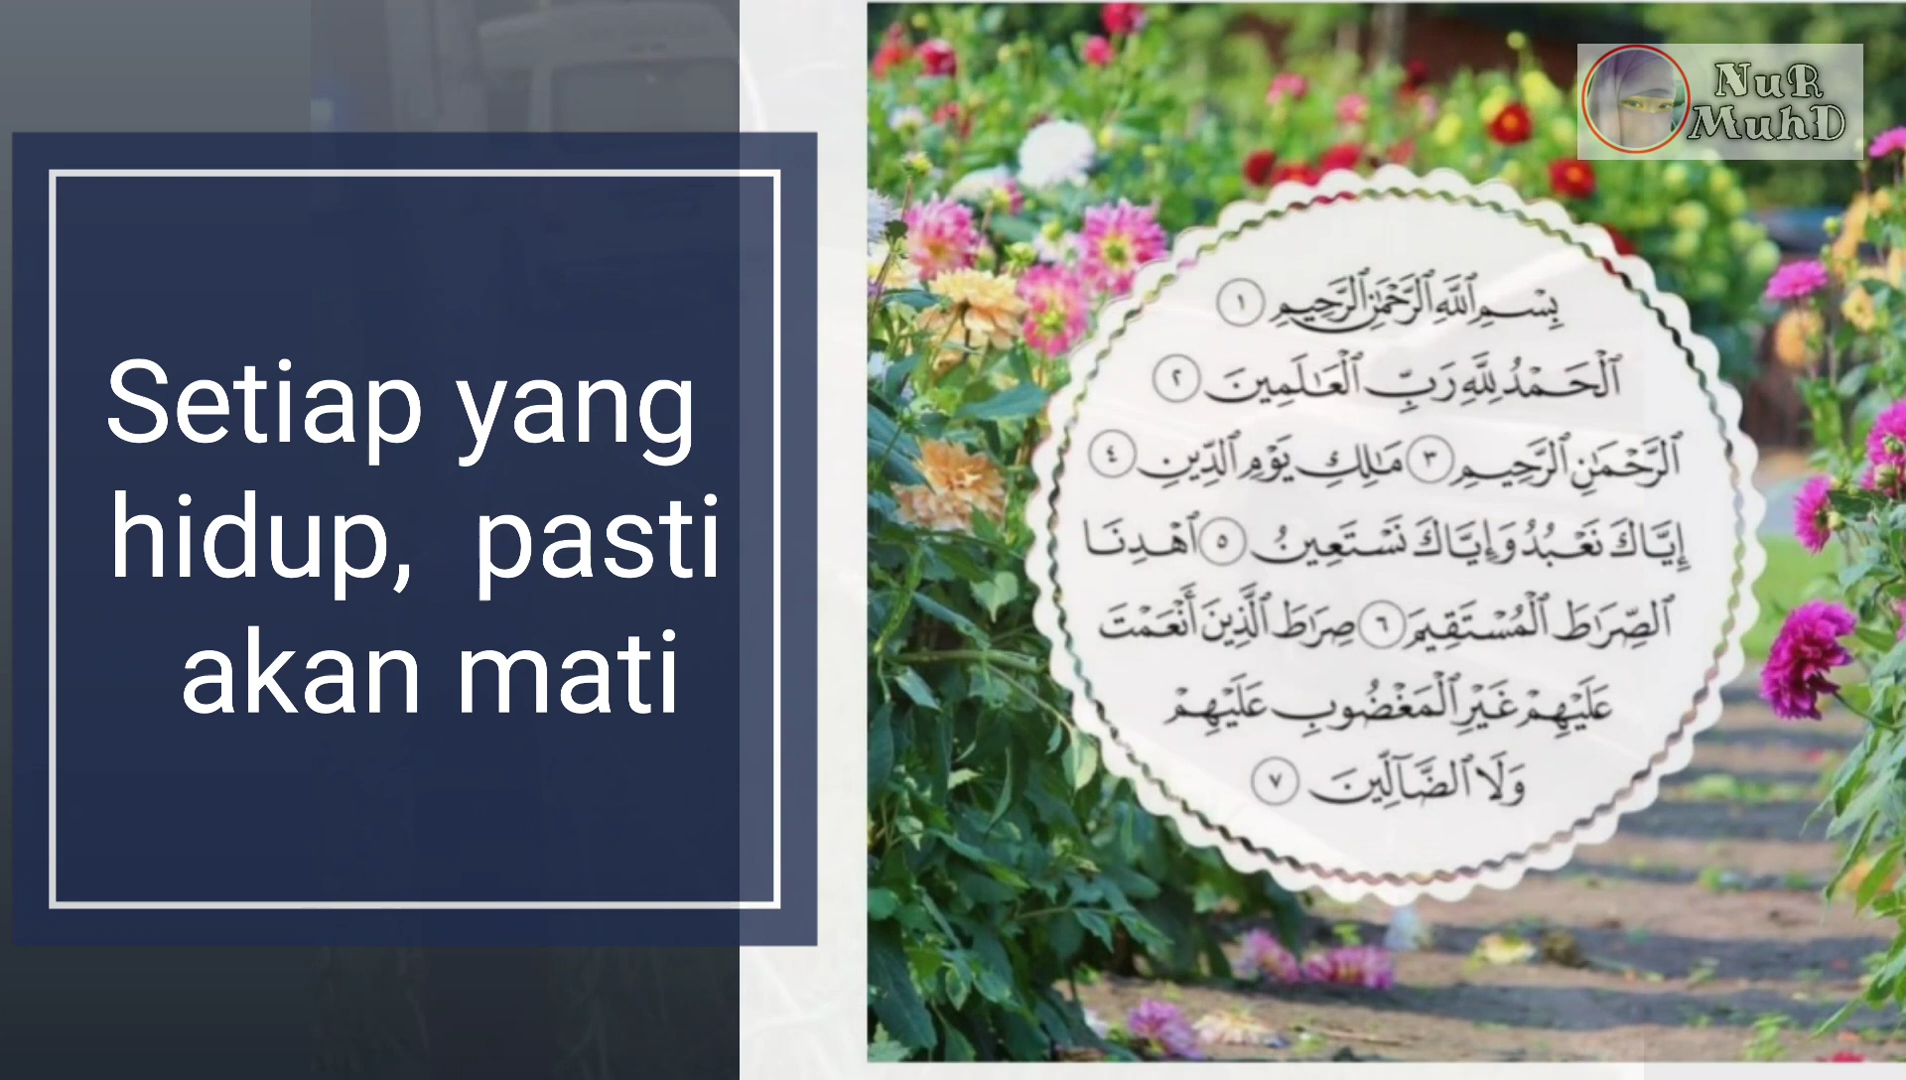 Setiap yang
hidup, pasti
akan mati
NuR
MuhD
بِسْمِ ٱللَّهِ ٱلرَّحْمَٰنِ ٱلرَّحِيمِ ١
ٱلْحَمْدُ لِلَّهِ رَبِّ ٱلْعَٰلَمِينَ ٢
ٱلرَّحْمَٰنِ ٱلرَّحِيمِ ٣ مَٰلِكِ يَوْمِ ٱلدِّينِ ٤
إِيَّاكَ نَعْبُدُ وَإِيَّاكَ نَسْتَعِينُ ٥ ٱهْدِنَا
ٱلصِّرَٰطَ ٱلْمُسْتَقِيمَ ٦ صِرَٰطَ ٱلَّذِينَ أَنْعَمْتَ
عَلَيْهِمْ غَيْرِ ٱلْمَغْضُوبِ عَلَيْهِمْ
وَلَا ٱلضَّآلِّينَ ٧